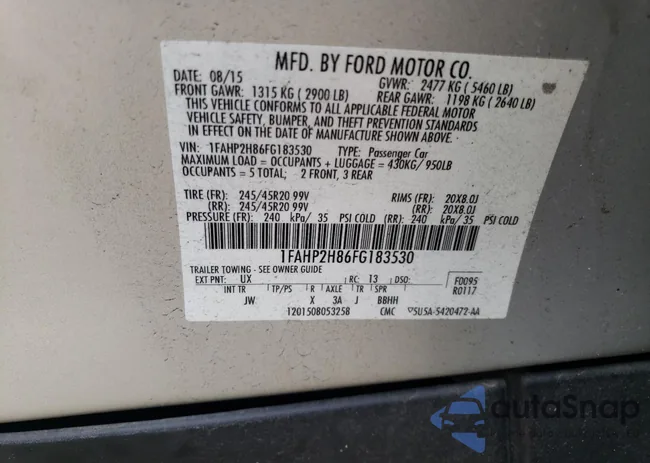 MFD. BY FORD MOTOR CO.
DATE: 08/15 GVWR: 2477 KG ( 5460 LB)
FRONT GAWR: 1315 KG ( 2900 LB) REAR GAWR: 1198 KG ( 2640 LB)
THIS VEHICLE CONFORMS TO ALL APPLICABLE FEDERAL MOTOR
VEHICLE SAFETY, BUMPER, AND THEFT PREVENTION STANDARDS
IN EFFECT ON THE DATE OF MANUFACTURE SHOWN ABOVE.
VIN: 1FAHP2H86FG183530 TYPE: Passenger Car
MAXIMUM LOAD = OCCUPANTS + LUGGAGE = 430KG/ 950LB
OCCUPANTS = 5 TOTAL; 2 FRONT, 3 REAR
TIRE (FR): 245/45R20 99V RIMS (FR): 20X8.0J
(RR): 245/45R20 99V (RR): 20X8.0J
PRESSURE (FR): 240 kPa/ 35 PSI COLD (RR): 240 kPa/ 35 PSI COLD
1FAHP2H86FG183530
TRAILER TOWING - SEE OWNER GUIDE
EXT PNT: UX RC: 13 DSO: F0095
INT TR TP/PS R AXLE TR SPR R0117
JW X 3A J BBHH
1201508053258 CMC 5U5A-5420472-AA
autoSnap